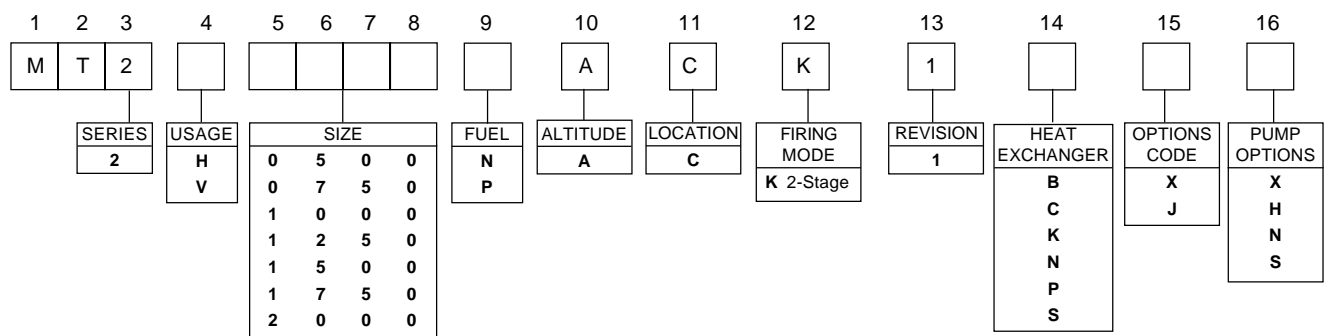 1 2 3 4 5 6 7 8 9 10 11 12 13 14 15 16
M T 2 A C K 1
SERIES
2
USAGE
H
V
SIZE
0 5 0 0
0 7 5 0
1 0 0 0
1 2 5 0
1 5 0 0
1 7 5 0
2 0 0 0
FUEL
N
P
ALTITUDE
A
LOCATION
C
FIRING
MODE
K 2-Stage
REVISION
1
HEAT
EXCHANGER
B
C
K
N
P
S
OPTIONS
CODE
X
J
PUMP
OPTIONS
X
H
N
S